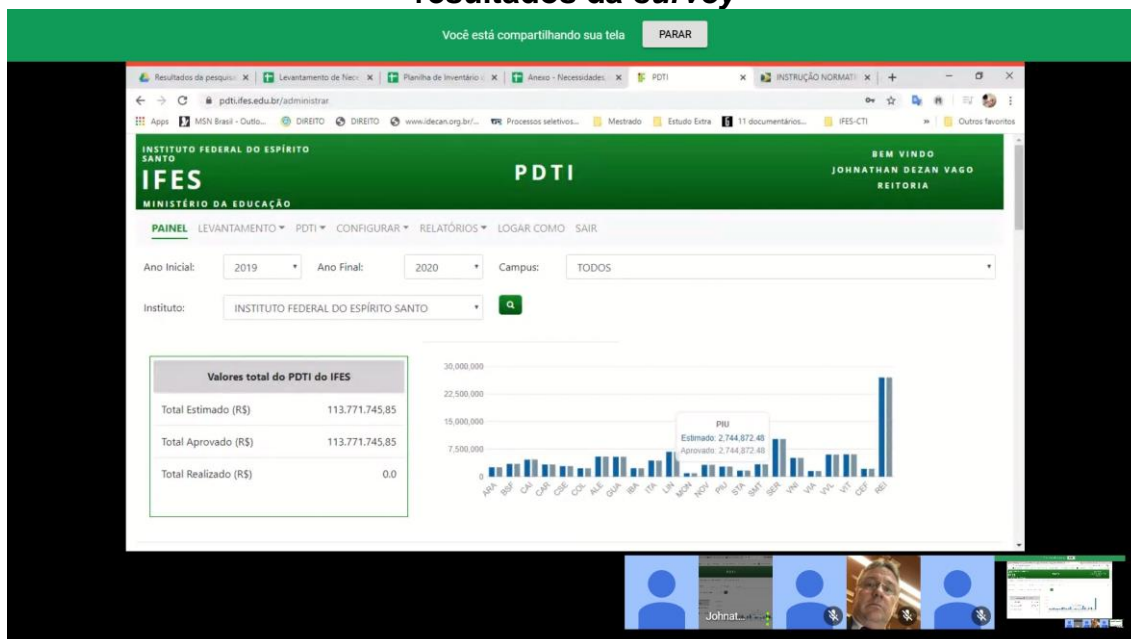 resultados da survey
Você está compartilhando sua tela PARAR
Resultados da pesquis Levantamento de Nece Planilha de Inventário Anexo - Necessidades, PDTI INSTRUÇÃO NORMATI
pdti.ifes.edu.br/administrar
Apps MSN Brasil - Outlo... DIREITO DIREITO www.idecan.org.br/... Processos seletivos... Mestrado Estudo Extra 11 documentários... IFES-CTI » Outros favoritos
INSTITUTO FEDERAL DO ESPÍRITO
SANTO
IFES
MINISTÉRIO DA EDUCAÇÃO
PDTI
BEM VINDO
JOHNATHAN DEZAN VAGO
REITORIA
PAINEL LEVANTAMENTO PDTI CONFIGURAR RELATÓRIOS LOGAR COMO SAIR
Ano Inicial: 2019 Ano Final: 2020 Campus: TODOS
Instituto: INSTITUTO FEDERAL DO ESPÍRITO SANTO
Valores total do PDTI do IFES
Total Estimado (R$) 113.771.745,85
Total Aprovado (R$) 113.771.745,85
Total Realizado (R$) 0.0
30,000,000
22,500,000
15,000,000
7,500,000
0
PIU
Estimado: 2,744,872.48
Aprovado: 2,744,872.48
ARA BSF CAI CAR CSE COL ALE GUA IBA ITA LIN MON NOV PIU STA SMT SER VNI VIA VVL VIT CEF REI
Johnat...